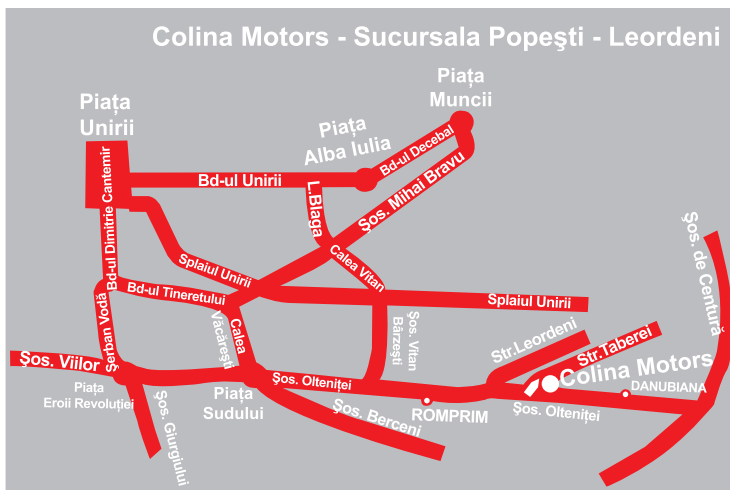 Colina Motors - Sucursala Popeşti - Leordeni
Piaţa
Muncii
Piaţa
Unirii
Piaţa
Alba Iulia
Bd-ul Decebal
Bd-ul Unirii
L.Blaga
Şos. Mihai Bravu
Bd-ul Dimitrie Cantemir
Splaiul Unirii
Calea Vitan
Bd-ul Tineretului
Splaiul Unirii
Şos. de Centură
Şerban Vodă
Calea
Văcăreşti
Şos. Vitan
Bârzeşti
Str.Leordeni
Str.Taberei
Şos. Viilor
Colina Motors
Piaţa
Eroii Revoluţiei
Piaţa
Sudului
Şos. Olteniţei
DANUBIANA
ROMPRIM
Şos. Olteniţei
Şos. Giurgiului
Şos. Berceni